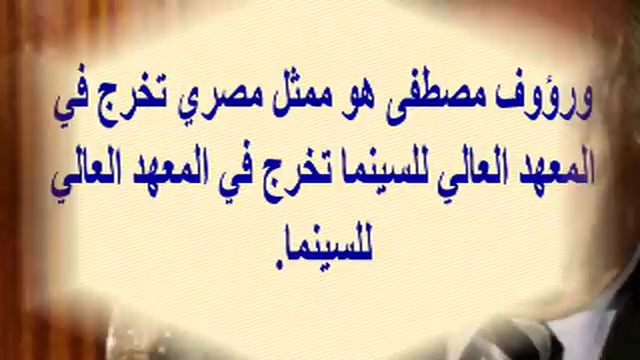 ورؤوف مصطفى هو ممثل مصري تخرج في
المعهد العالي للسينما تخرج في المعهد العالي
للسينما.